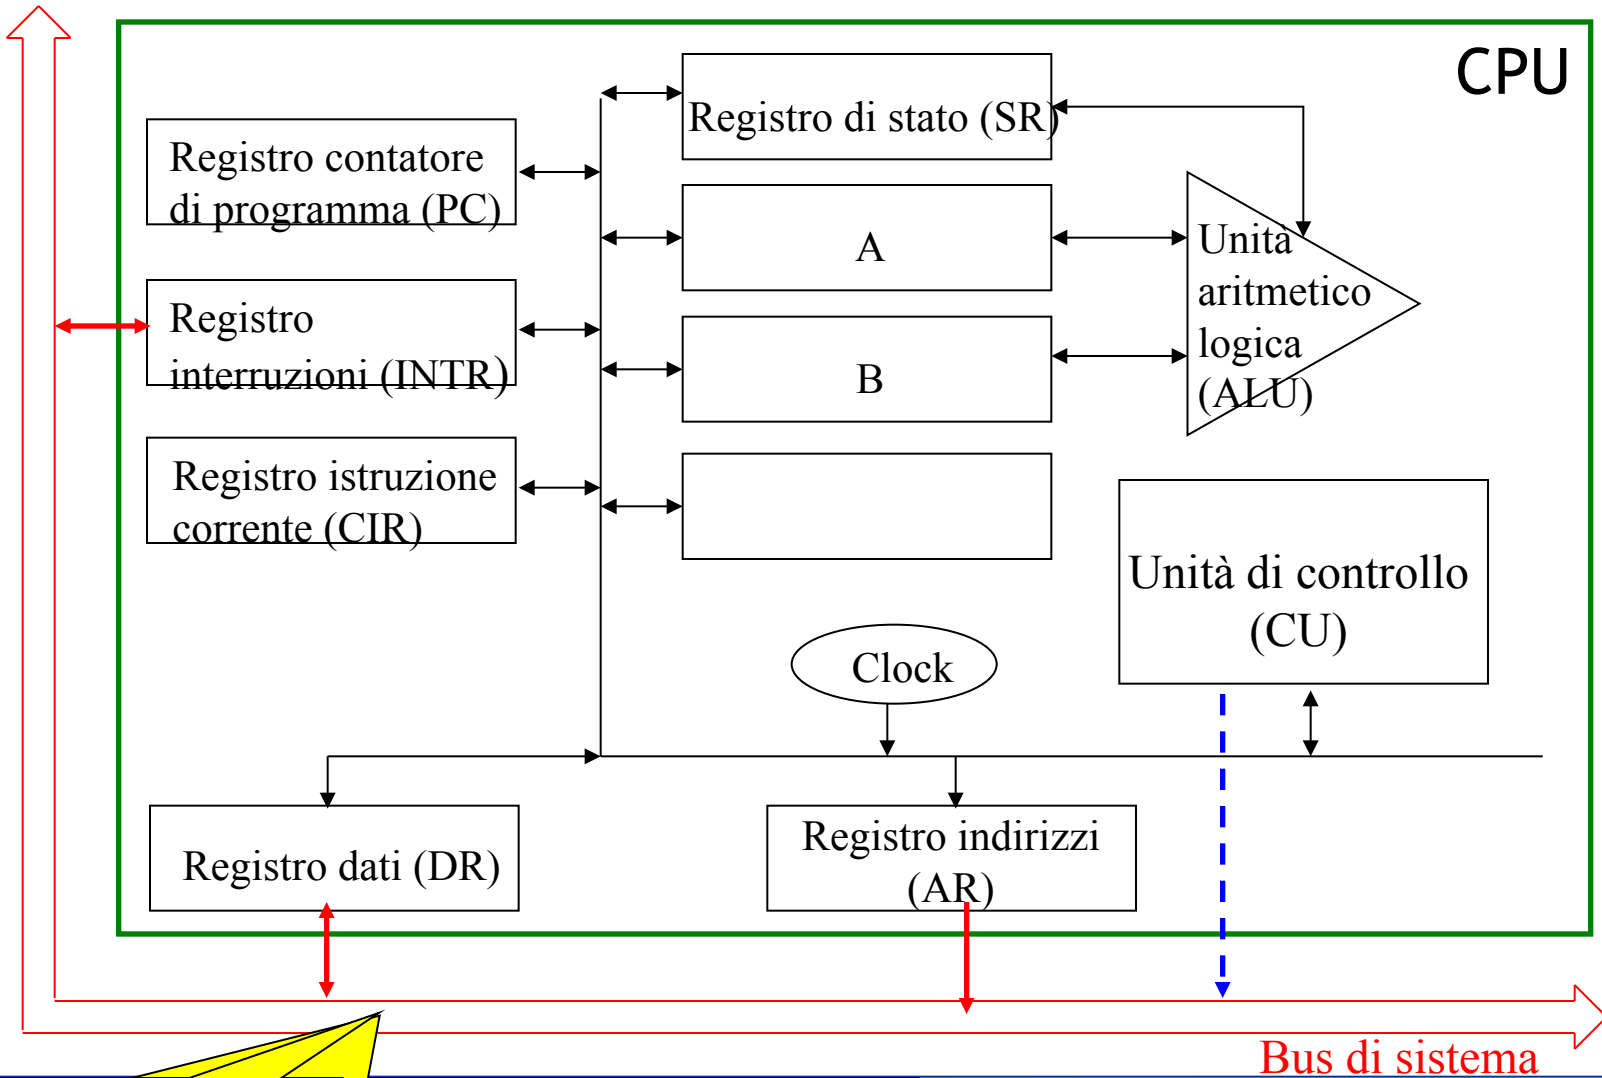 CPU
Registro di stato (SR)
Registro contatore
di programma (PC)
A
Unità
aritmetico
logica
(ALU)
Registro
interruzioni (INTR)
B
Registro istruzione
corrente (CIR)
Unità di controllo
(CU)
Clock
Registro dati (DR)
Registro indirizzi
(AR)
Bus di sistema